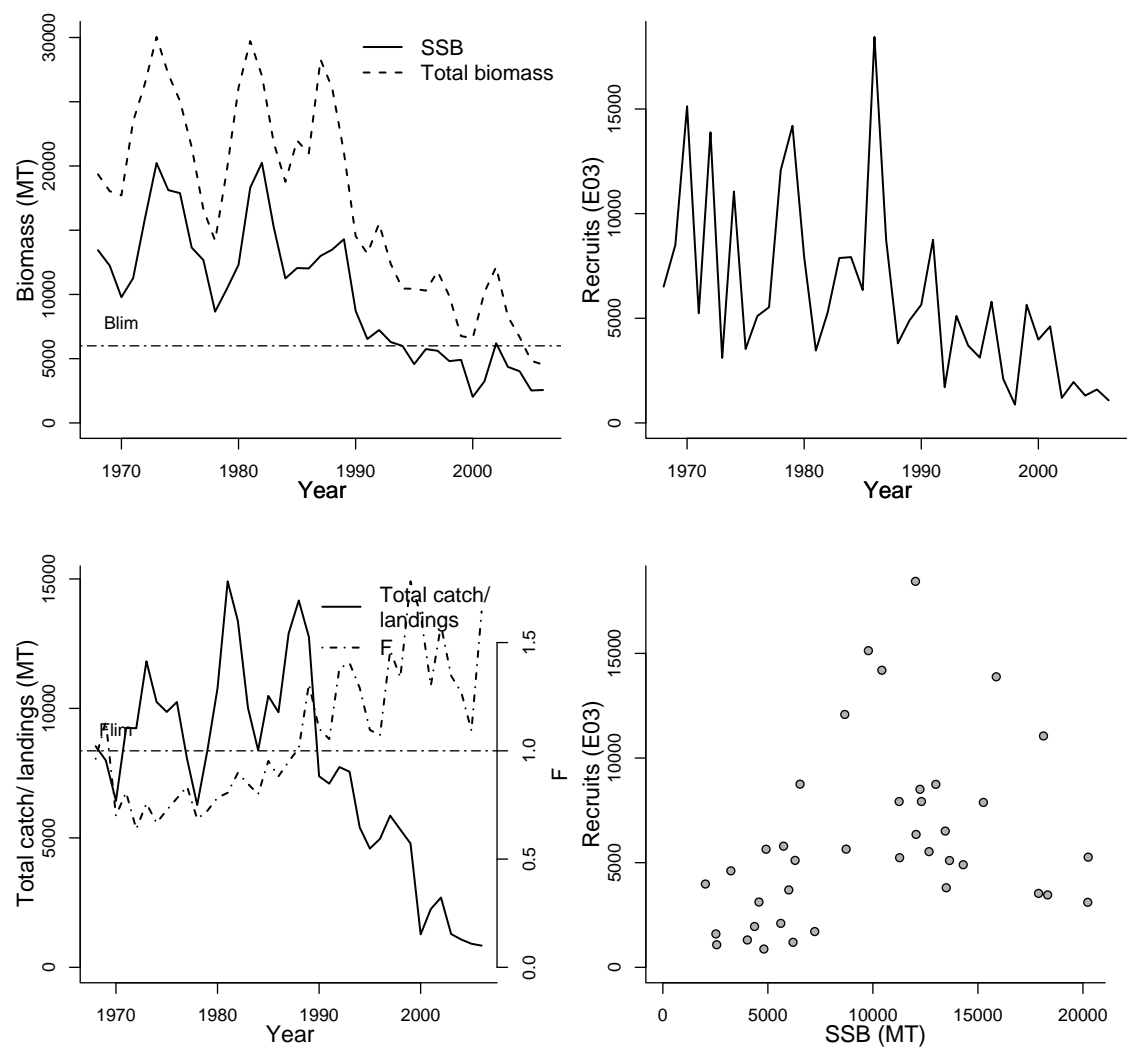 SSB
Total biomass
Biomass (MT)
30000
20000
10000
5000
0
Blim
1970
1980
1990
2000
Year
Recruits (E03)
15000
10000
5000
0
1970
1980
1990
2000
Year
Total catch/ landings (MT)
15000
10000
5000
0
Total catch/
landings
F
Flim
1.5
1.0
0.5
0.0
F
1970
1980
1990
2000
Year
Recruits (E03)
15000
10000
5000
0
0
5000
10000
15000
20000
SSB (MT)